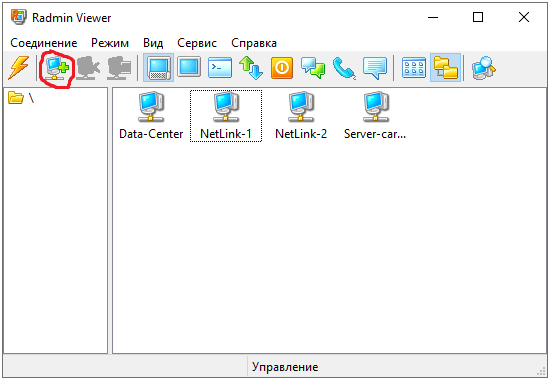 Radmin Viewer
Соединение Режим Вид Сервис Справка
\
Data-Center NetLink-1 NetLink-2 Server-car...
Управление